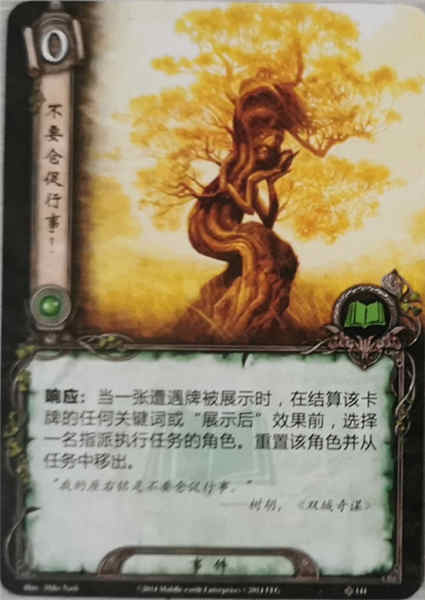 0
不要仓促行事!
响应：当一张遭遇牌被展示时，在结算该卡
牌的任何关键词或“展示后”效果前，选择
一名指派执行任务的角色。重置该角色并从
任务中移出。
“我的座右铭是不要仓促行事。”
——树胡，《双城奇谋》
事件
©2014 Middle-earth Enterprises ©2014 FFG
144